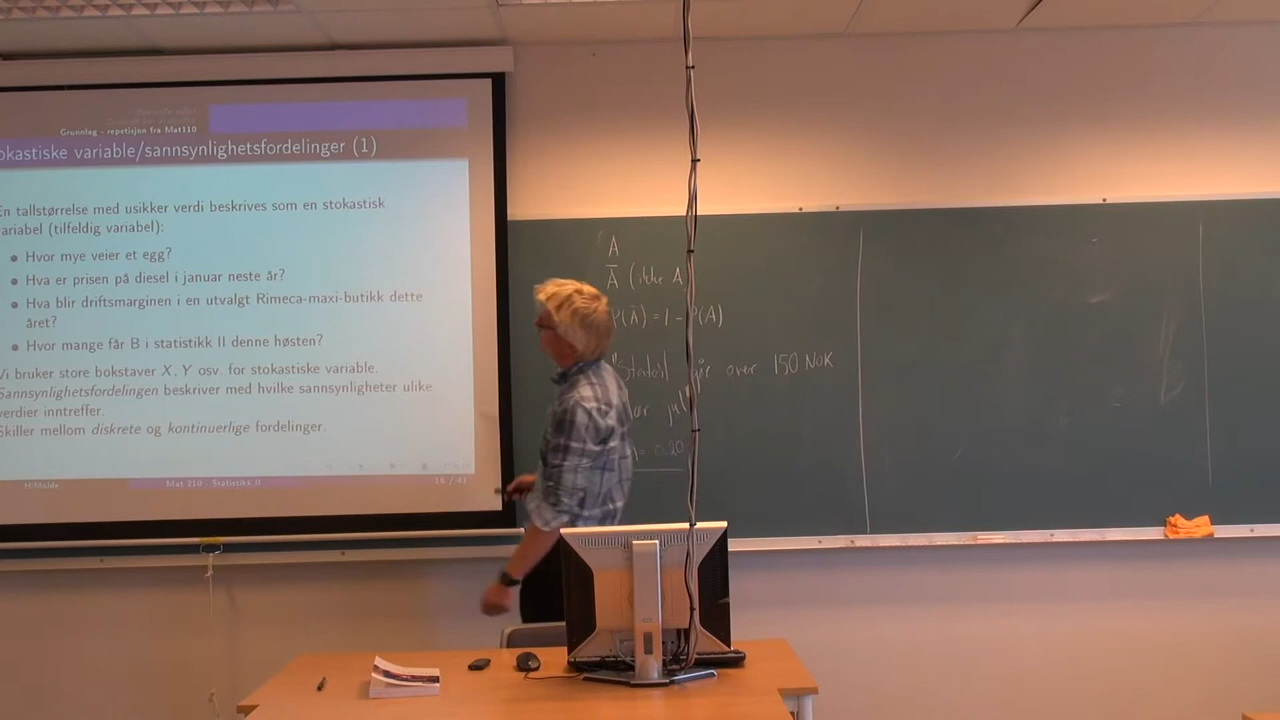 Grunnlag - repetisjon fra Mat110
okastiske variable/sannsynlighetsfordelinger (1)
En tallstørrelse med usikker verdi beskrives som en stokastisk
ariabel (tilfeldig variabel):
Hvor mye veier et egg?
Hva er prisen på diesel i januar neste år?
Hva blir driftsmarginen i en utvalgt Rimeca-maxi-butikk dette
året?
Hvor mange får B i statistikk II denne høsten?
Vi bruker store bokstaver X, Y osv. for stokastiske variable.
Sannsynlighetsfordelingen beskriver med hvilke sannsynligheter ulike
verdier inntreffer.
Skiller mellom diskrete og kontinuerlige fordelinger.
HiMolde Mat 210 - Statistikk II
A
A̅ (ikke A
P(A̅) = 1 - P(A)
går over 150 NOK
jul
= 0.20